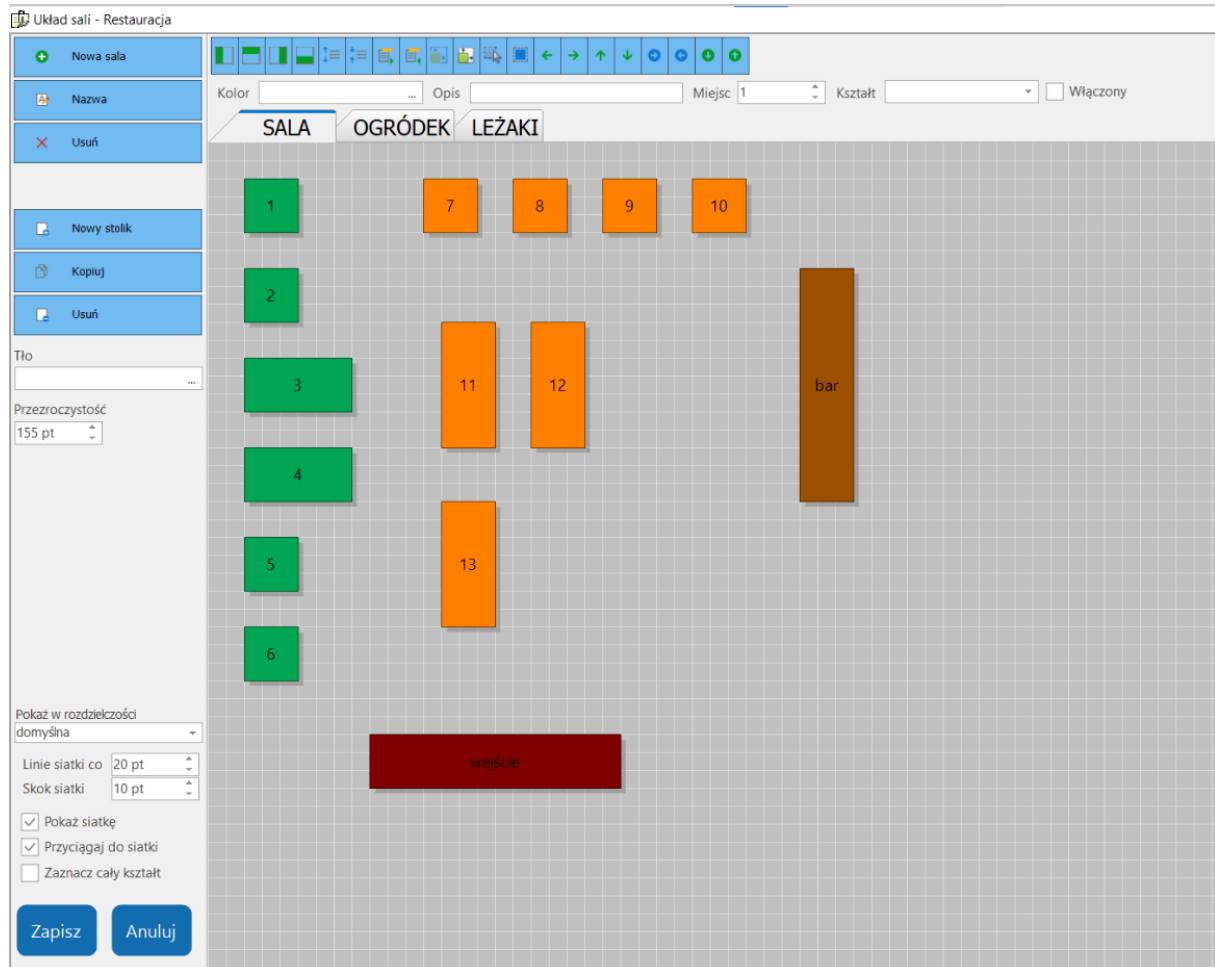 Układ sali - Restauracja
Nowa sala
Nazwa
Usuń
Nowy stolik
Kopiuj
Usuń
Tło
...
Przezroczystość
155 pt
Pokaż w rozdzielczości
domyślna
Linie siatki co 20 pt
Skok siatki 10 pt
Pokaż siatkę
Przyciągaj do siatki
Zaznacz cały kształt
Zapisz Anuluj
Kolor ... Opis Miejsc 1 Kształt Włączony
SALA OGRÓDEK LEŻAKI
1 7 8 9 10
2
3 11 12 bar
4
5 13
6
wejście